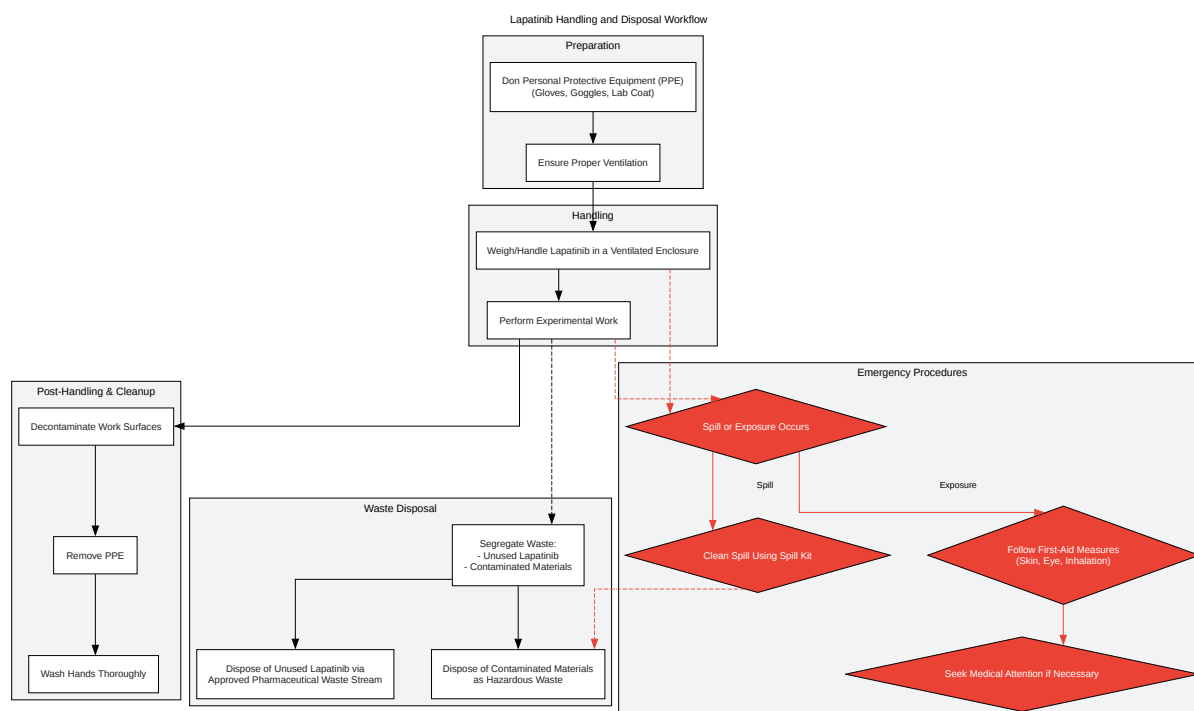 Lapatinib Handling and Disposal Workflow
Preparation
Don Personal Protective Equipment (PPE)
(Gloves, Goggles, Lab Coat)
Ensure Proper Ventilation
Handling
Weigh/Handle Lapatinib in a Ventilated Enclosure
Perform Experimental Work
Post-Handling & Cleanup
Decontaminate Work Surfaces
Remove PPE
Wash Hands Thoroughly
Waste Disposal
Segregate Waste:
- Unused Lapatinib
- Contaminated Materials
Dispose of Unused Lapatinib via
Approved Pharmaceutical Waste Stream
Dispose of Contaminated Materials
as Hazardous Waste
Emergency Procedures
Spill or Exposure Occurs
Spill
Exposure
Clean Spill Using Spill Kit
Follow First-Aid Measures
(Skin, Eye, Inhalation)
Seek Medical Attention if Necessary